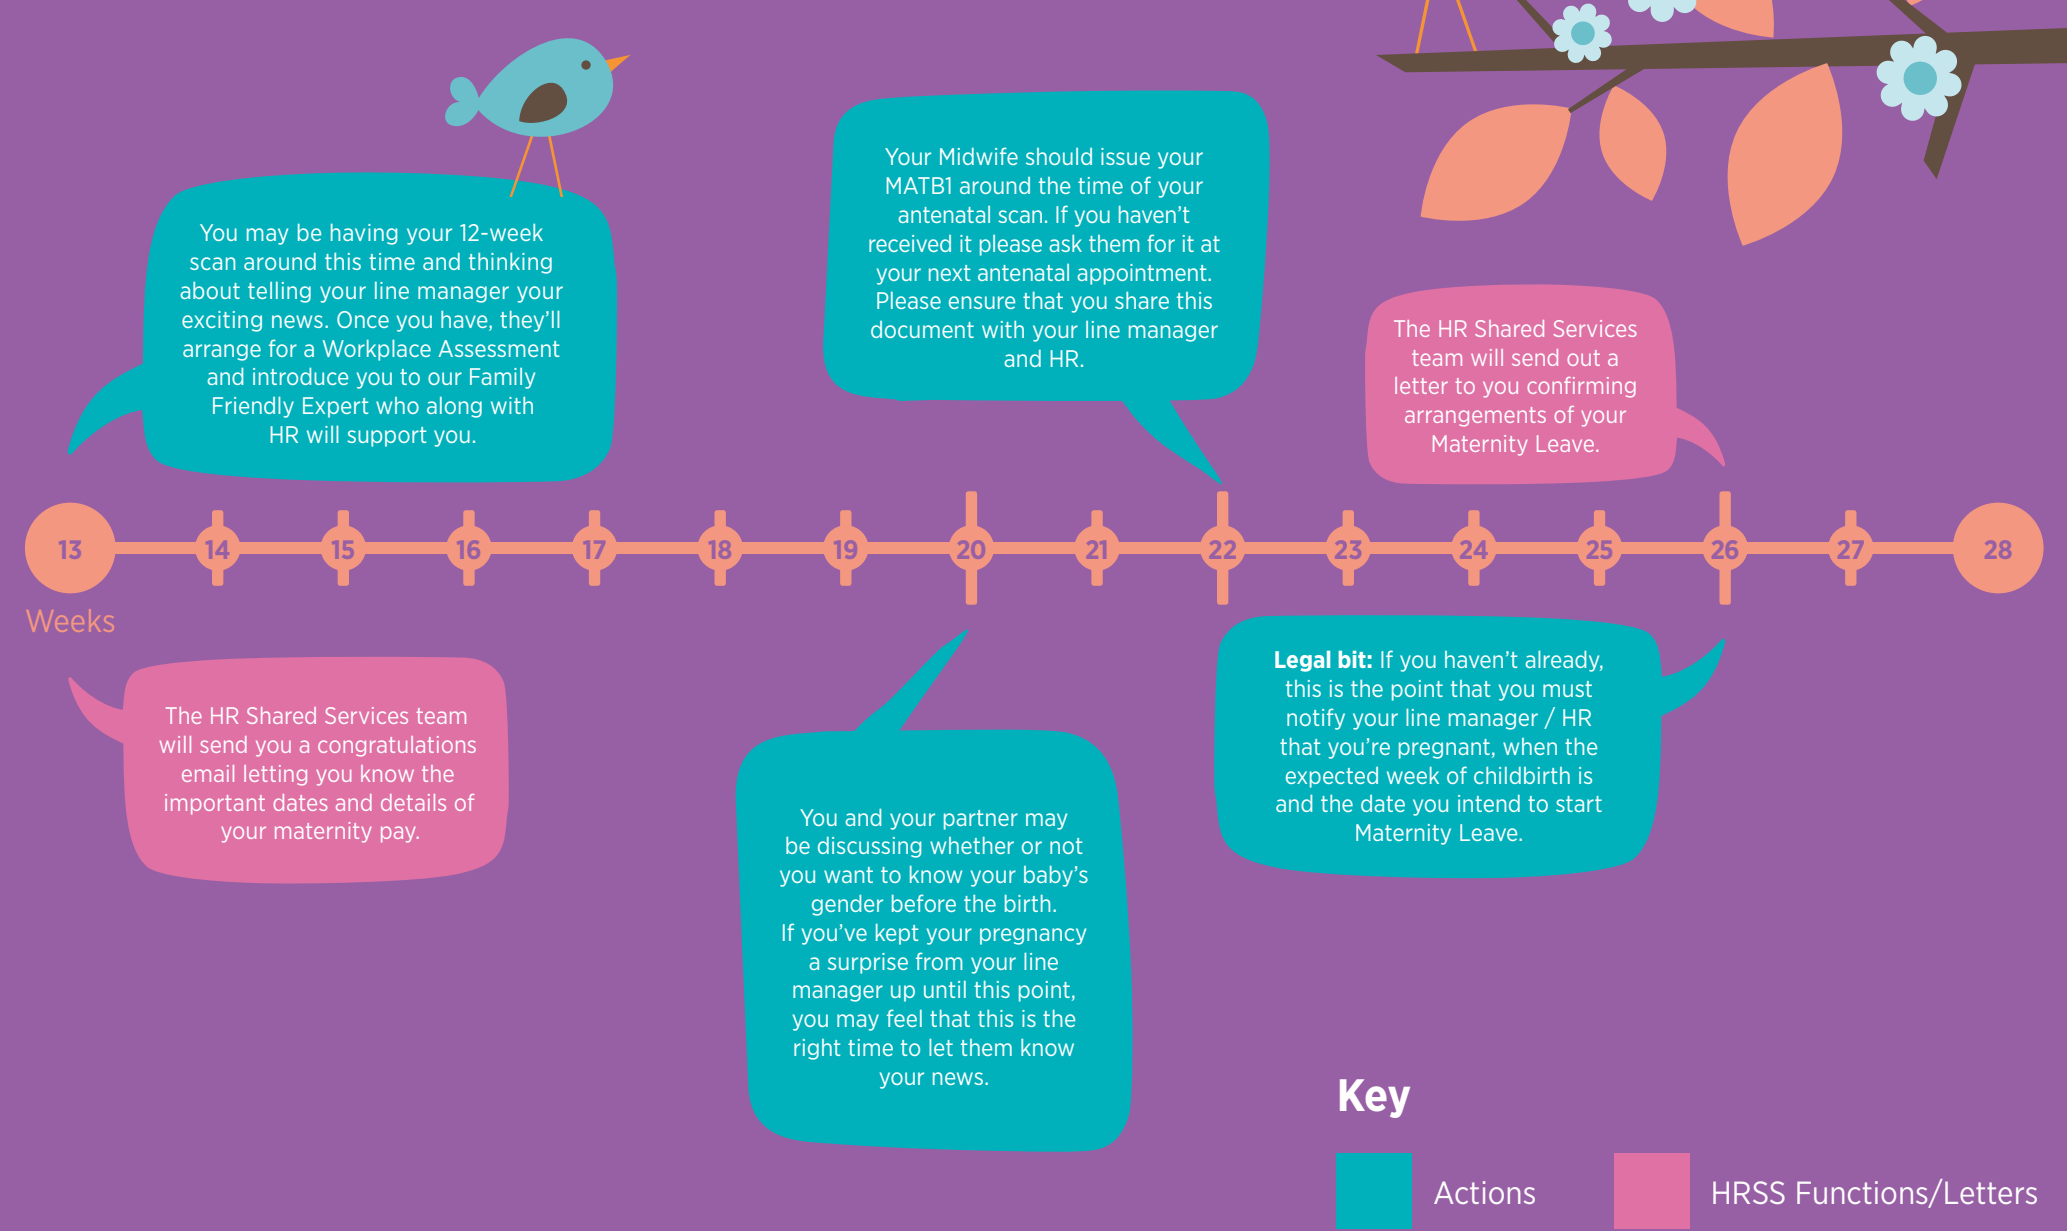 You may be having your 12-week
scan around this time and thinking
about telling your line manager your
exciting news. Once you have, they’ll
arrange for a Workplace Assessment
and introduce you to our Family
Friendly Expert who along with
HR will support you.
Your Midwife should issue your
MATB1 around the time of your
antenatal scan. If you haven’t
received it please ask them for it at
your next antenatal appointment.
Please ensure that you share this
document with your line manager
and HR.
The HR Shared Services
team will send out a
letter to you confirming
arrangements of your
Maternity Leave.
13 14 15 16 17 18 19 20 21 22 23 24 25 26 27 28
Weeks
The HR Shared Services team
will send you a congratulations
email letting you know the
important dates and details of
your maternity pay.
You and your partner may
be discussing whether or not
you want to know your baby’s
gender before the birth.
If you’ve kept your pregnancy
a surprise from your line
manager up until this point,
you may feel that this is the
right time to let them know
your news.
Legal bit: If you haven’t already,
this is the point that you must
notify your line manager / HR
that you’re pregnant, when the
expected week of childbirth is
and the date you intend to start
Maternity Leave.
Key
Actions
HRSS Functions/Letters